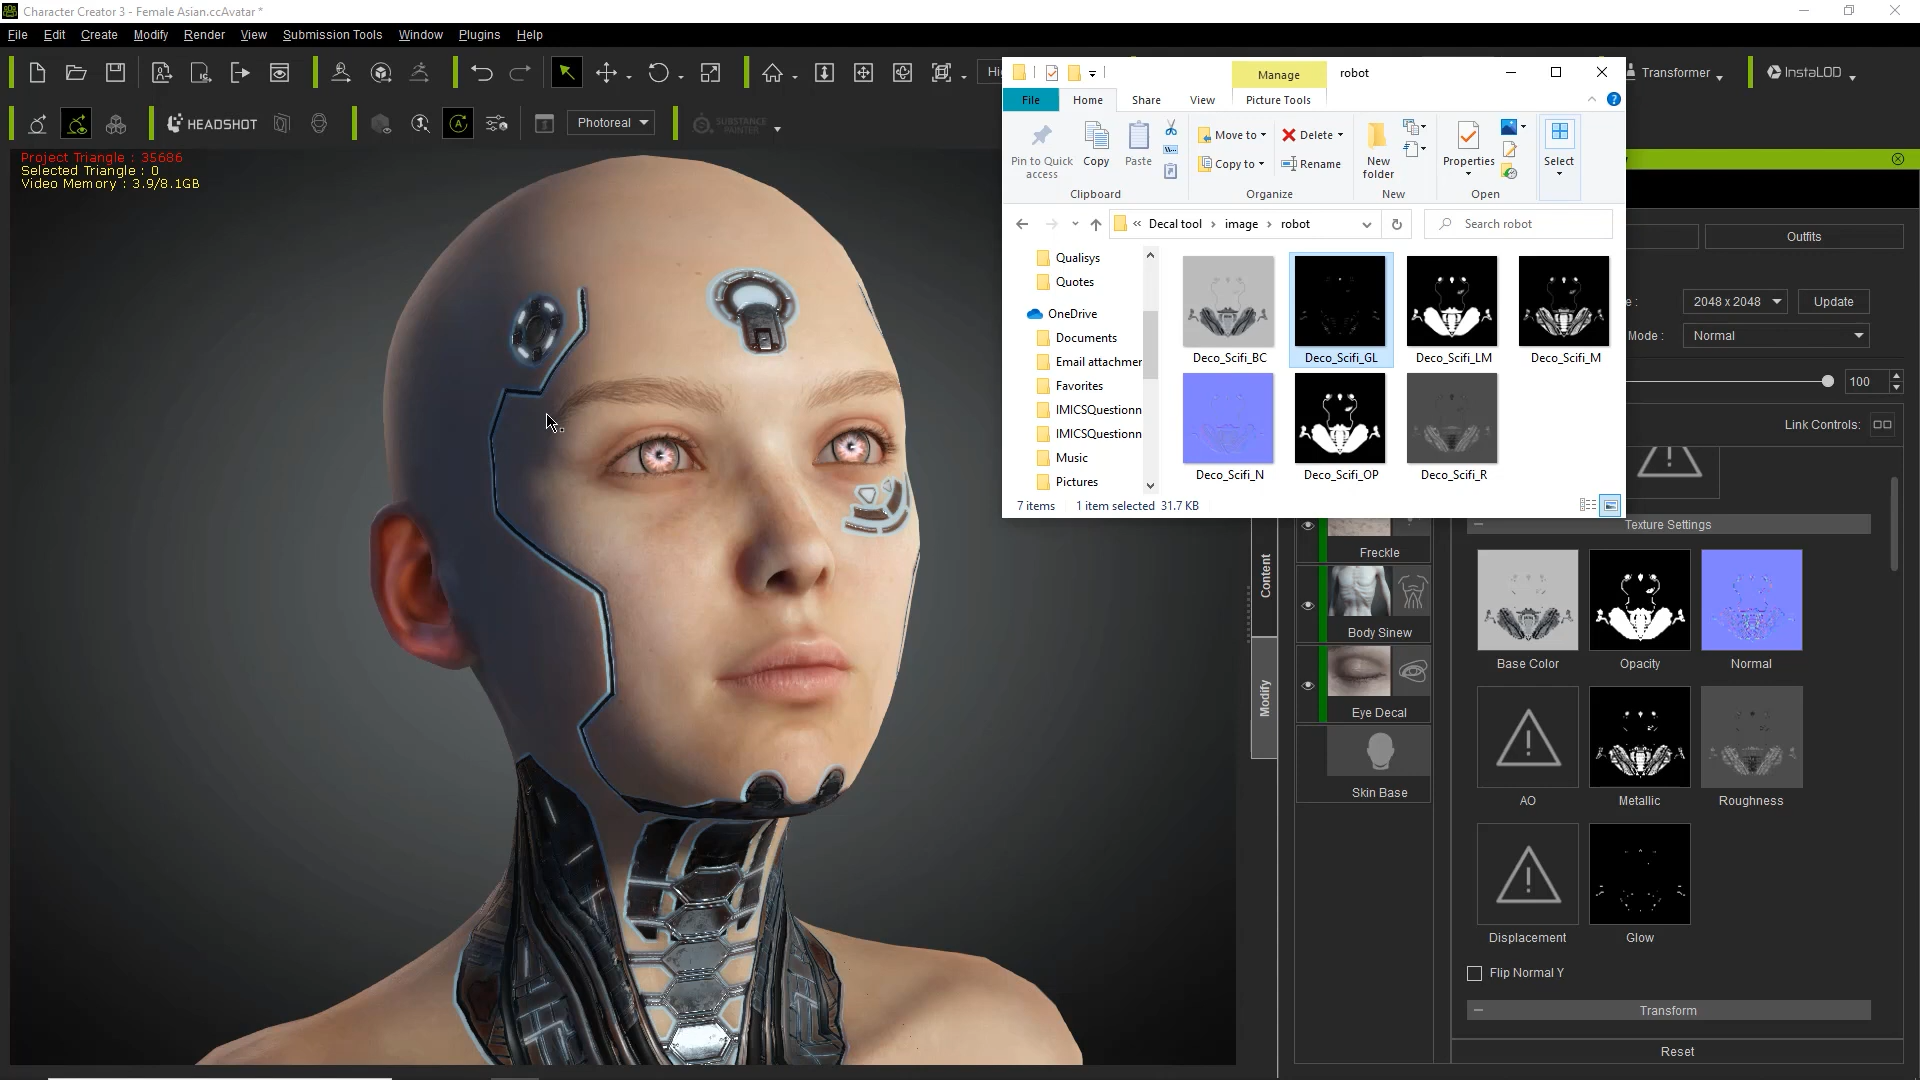 Character Creator 3 - Female Asian.ccAvatar *
File Edit Create Modify Render View Submission Tools Window Plugins Help
Transformer
InstaLOD
HEADSHOT
Photoreal
SUBSTANCE PAINTER
Project Triangle : 35686
Selected Triangle : 0
Video Memory : 3.9/8.1GB
Manage
robot
File Home Share View Picture Tools
Pin to Quick access
Copy
Paste
Move to
Copy to
Delete
Rename
New folder
Properties
Select
Clipboard Organize New Open
« Decal tool › image › robot
Search robot
Qualisys
Quotes
OneDrive
Documents
Email attachmer
Favorites
IMICSQuestionn
IMICSQuestionn
Music
Pictures
Deco_Scifi_BC
Deco_Scifi_GL
Deco_Scifi_LM
Deco_Scifi_M
Deco_Scifi_N
Deco_Scifi_OP
Deco_Scifi_R
7 items 1 item selected 31.7 KB
Outfits
2048 x 2048
Update
Mode :
Normal
100
Link Controls:
Content
Modify
Freckle
Body Sinew
Eye Decal
Skin Base
Texture Settings
Base Color
Opacity
Normal
AO
Metallic
Roughness
Displacement
Glow
Flip Normal Y
Transform
Reset